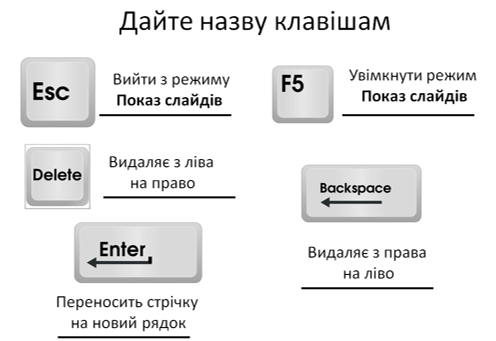 Дайте назву клавішам
Esc
Вийти з режиму
Показ слайдів
F5
Увімкнути режим
Показ слайдів
Delete
Видаляє з ліва
на право
Backspace
Видаляє з права
на ліво
Enter
Переносить стрічку
на новий рядок